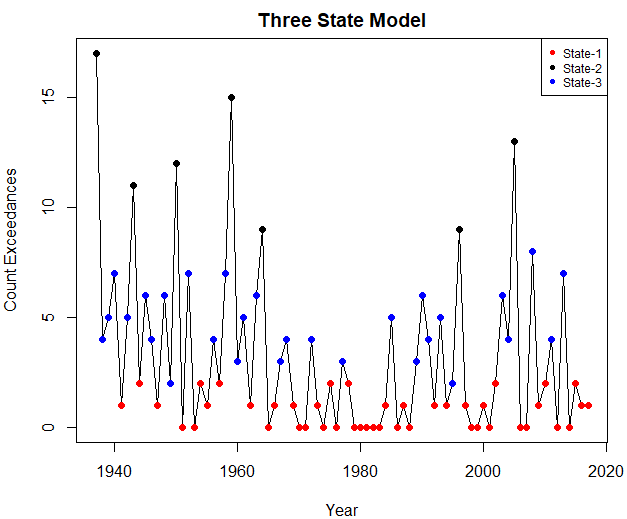 Three State Model
State-1
State-2
State-3
Count Exceedances
15
10
5
0
1940 1960 1980 2000 2020
Year